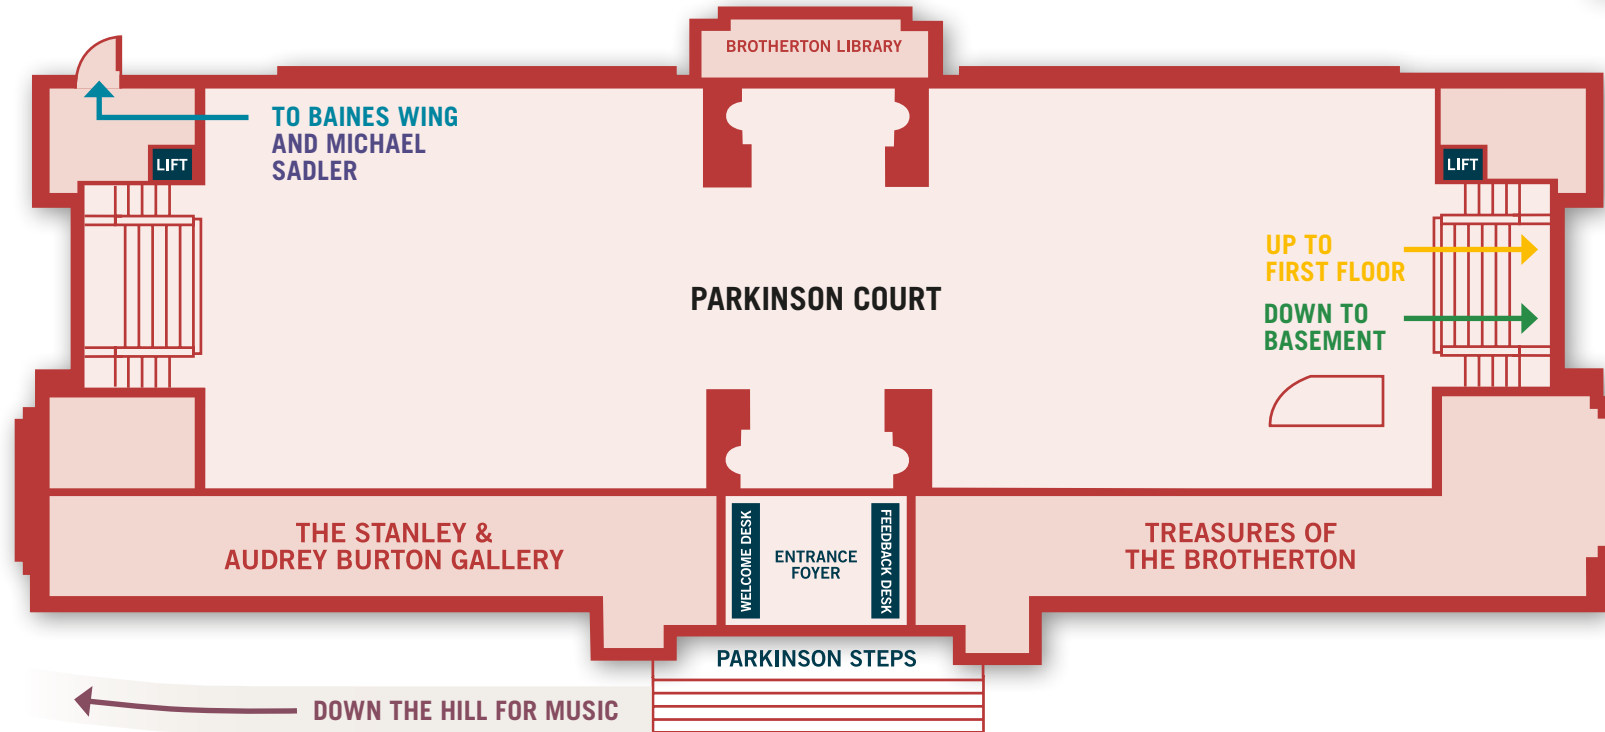 BROTHERTON LIBRARY
TO BAINES WING
AND MICHAEL
SADLER
LIFT
LIFT
UP TO
FIRST FLOOR
PARKINSON COURT
DOWN TO
BASEMENT
THE STANLEY &
AUDREY BURTON GALLERY
WELCOME DESK
ENTRANCE
FOYER
FEEDBACK DESK
TREASURES OF
THE BROTHERTON
PARKINSON STEPS
DOWN THE HILL FOR MUSIC